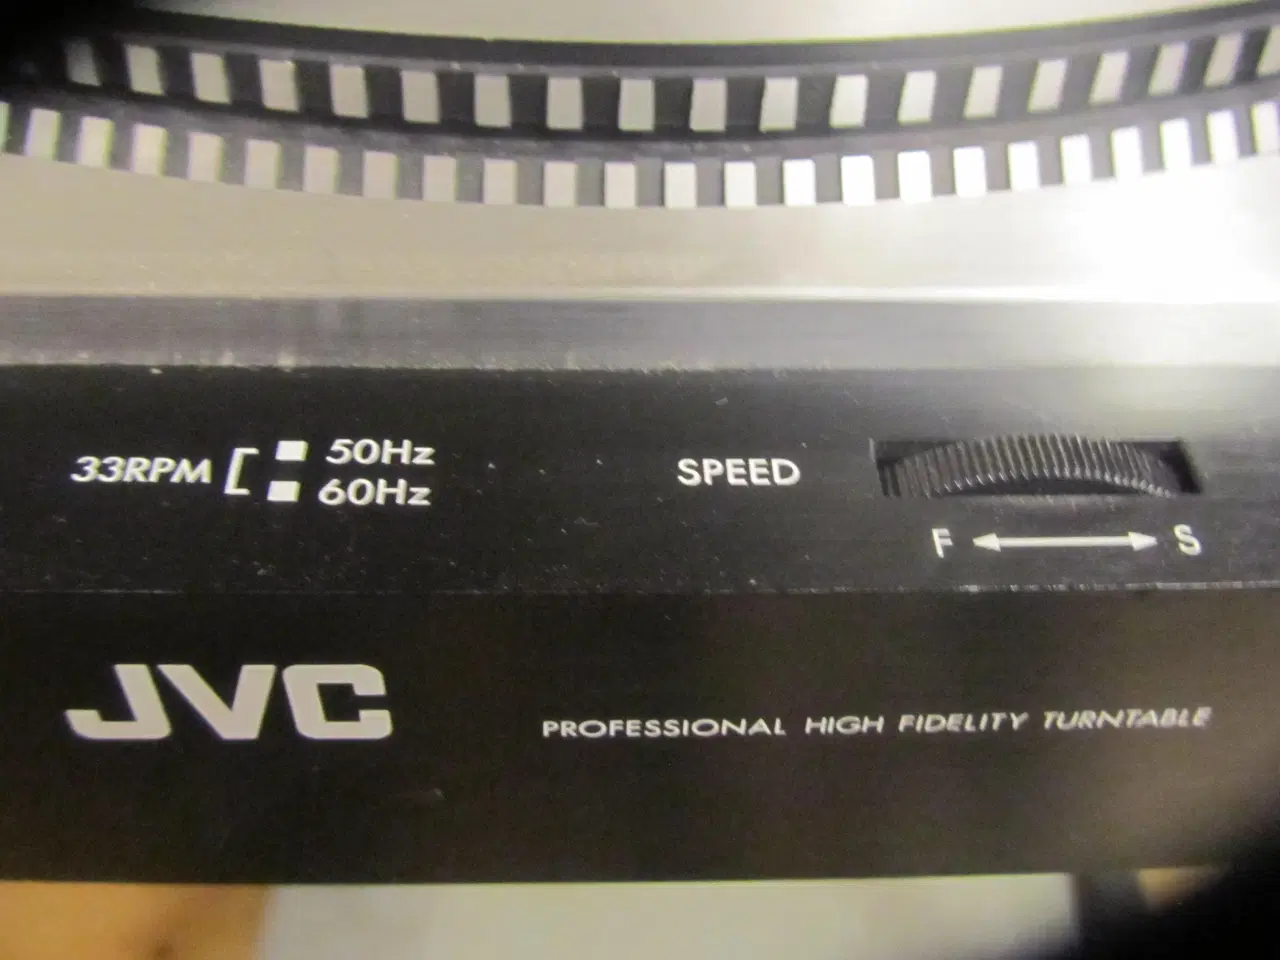 33RPM
50Hz
60Hz
SPEED
F S
JVC
PROFESSIONAL HIGH FIDELITY TURNTABLE